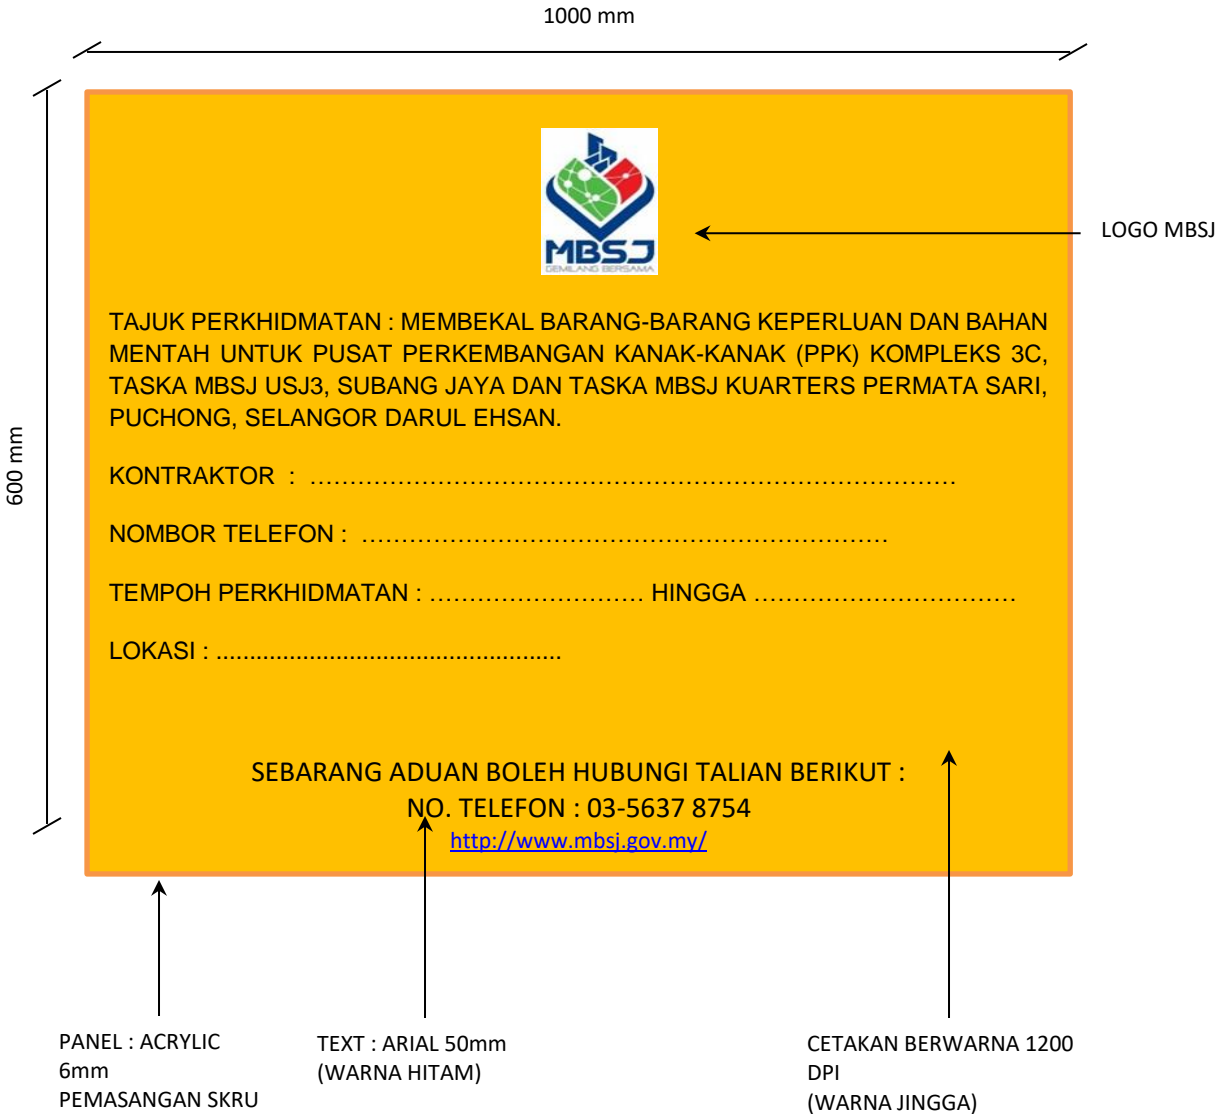 1000 mm
MBSJ
GEMILANG BERSAMA
LOGO MBSJ
TAJUK PERKHIDMATAN : MEMBEKAL BARANG-BARANG KEPERLUAN DAN BAHAN
MENTAH UNTUK PUSAT PERKEMBANGAN KANAK-KANAK (PPK) KOMPLEKS 3C,
TASKA MBSJ USJ3, SUBANG JAYA DAN TASKA MBSJ KUARTERS PERMATA SARI,
PUCHONG, SELANGOR DARUL EHSAN.
600 mm
KONTRAKTOR : ………………………………………………………………………
NOMBOR TELEFON : …………………………………………………………
TEMPOH PERKHIDMATAN : ……………………… HINGGA ……………………………
LOKASI : ....................................................
SEBARANG ADUAN BOLEH HUBUNGI TALIAN BERIKUT :
NO. TELEFON : 03-5637 8754
http://www.mbsj.gov.my/
PANEL : ACRYLIC
6mm
PEMASANGAN SKRU
TEXT : ARIAL 50mm
(WARNA HITAM)
CETAKAN BERWARNA 1200
DPI
(WARNA JINGGA)